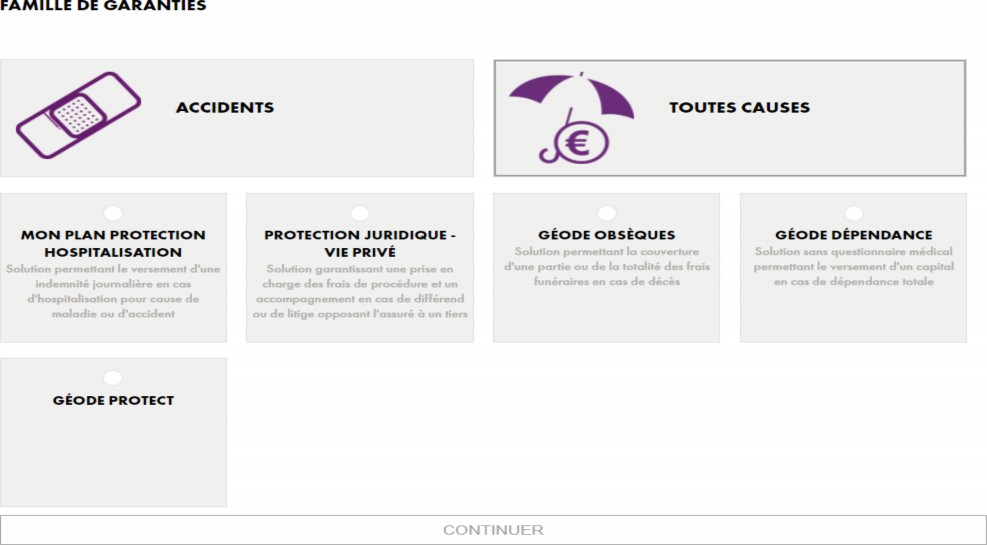 FAMILLE DE GARANTIES
ACCIDENTS
TOUTES CAUSES
MON PLAN PROTECTION
HOSPITALISATION
Solution permettant le versement d'une
indemnité journalière en cas
d'hospitalisation pour cause de
maladie ou d'accident
PROTECTION JURIDIQUE -
VIE PRIVÉ
Solution garantissant une prise en
charge des frais de procédure et un
accompagnement en cas de différend
ou de litige opposant l'assuré à un tiers
GÉODE OBSÈQUES
Solution permettant la couverture
d'une partie ou de la totalité des frais
funéraires en cas de décès
GÉODE DÉPENDANCE
Solution sans questionnaire médical
permettant le versement d'un capital
en cas de dépendance totale
GÉODE PROTECT
CONTINUER